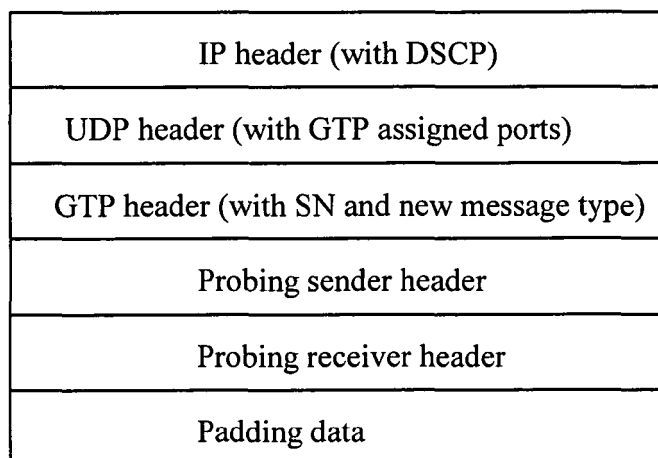 IP header (with DSCP)
UDP header (with GTP assigned ports)
GTP header (with SN and new message type)
Probing sender header
Probing receiver header
Padding data